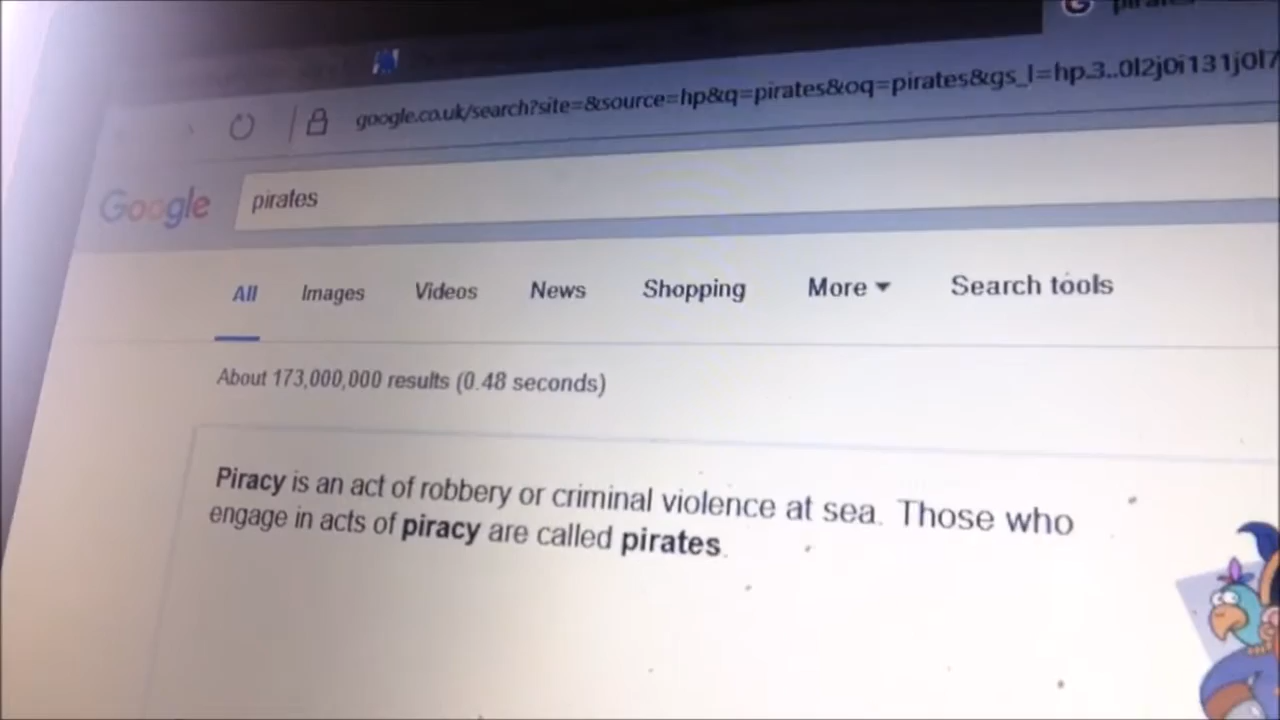 google.co.uk/search?site=&source=hp&q=pirates&oq=pirates&gs_l=hp.3..0l2j0i131j0l7
Google
pirates
All Images Videos News Shopping More Search tools
About 173,000,000 results (0.48 seconds)
Piracy is an act of robbery or criminal violence at sea. Those who
engage in acts of piracy are called pirates.